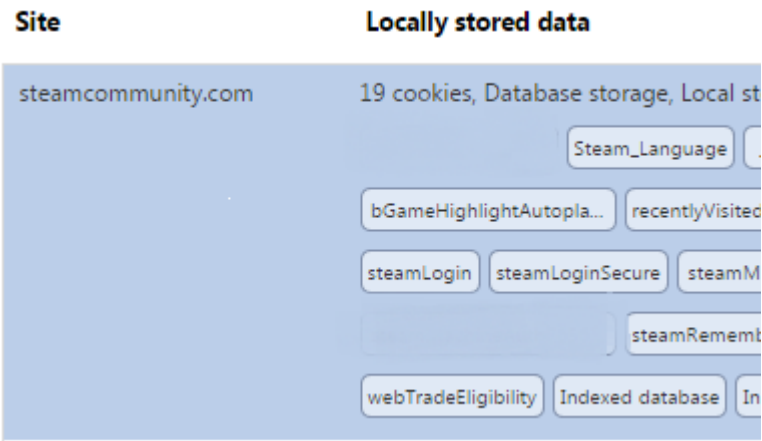 Site Locally stored data
steamcommunity.com 19 cookies, Database storage, Local st
Steam_Language
bGameHighlightAutopla... recentlyVisited
steamLogin steamLoginSecure steamM
steamRememb
webTradeEligibility Indexed database In